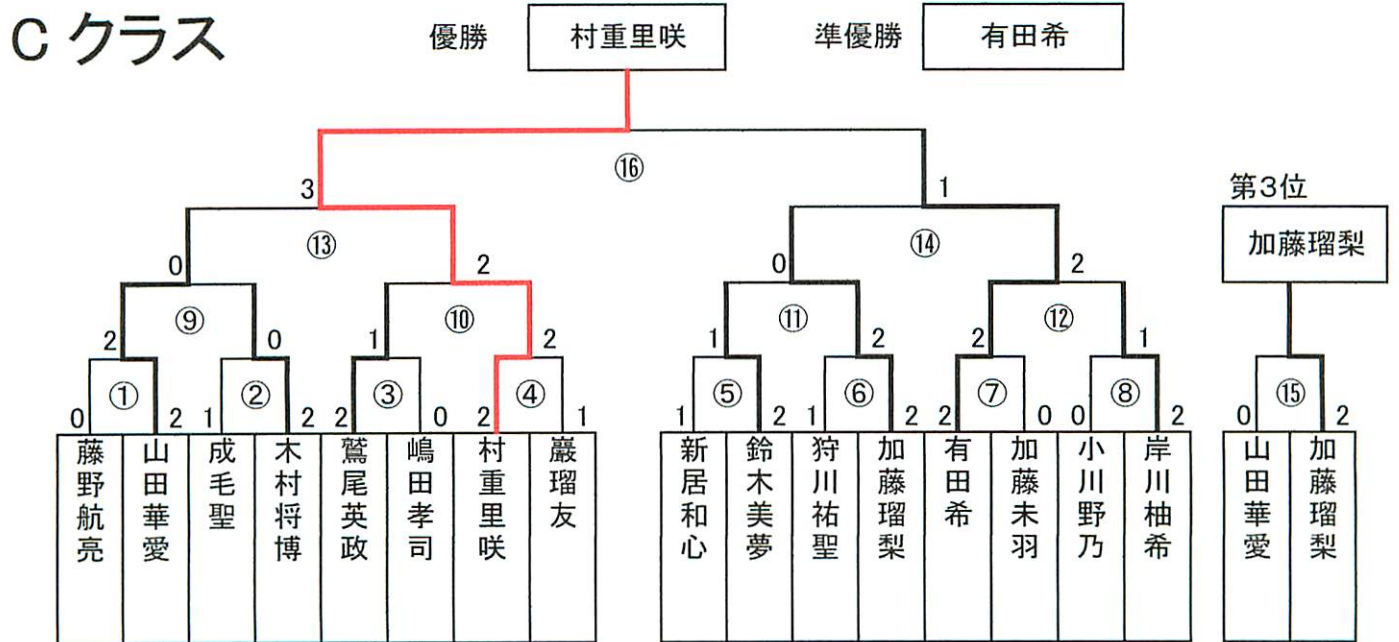 C クラス
優勝
村重里咲
準優勝
有田希
⑯
3
1
第3位
加藤瑠梨
⑬
⑭
0
2
0
2
⑨
⑩
⑪
⑫
2
0
1
2
1
2
2
1
①
②
③
④
⑤
⑥
⑦
⑧
⑮
0
2
1
2
2
0
2
1
1
2
1
2
2
0
0
2
0
2
藤野航亮
山田華愛
成毛聖
木村将博
鷲尾英政
嶋田孝司
村重里咲
巖瑠友
新居和心
鈴木美夢
狩川祐聖
加藤瑠梨
有田希
加藤未羽
小川野乃
岸川柚希
山田華愛
加藤瑠梨